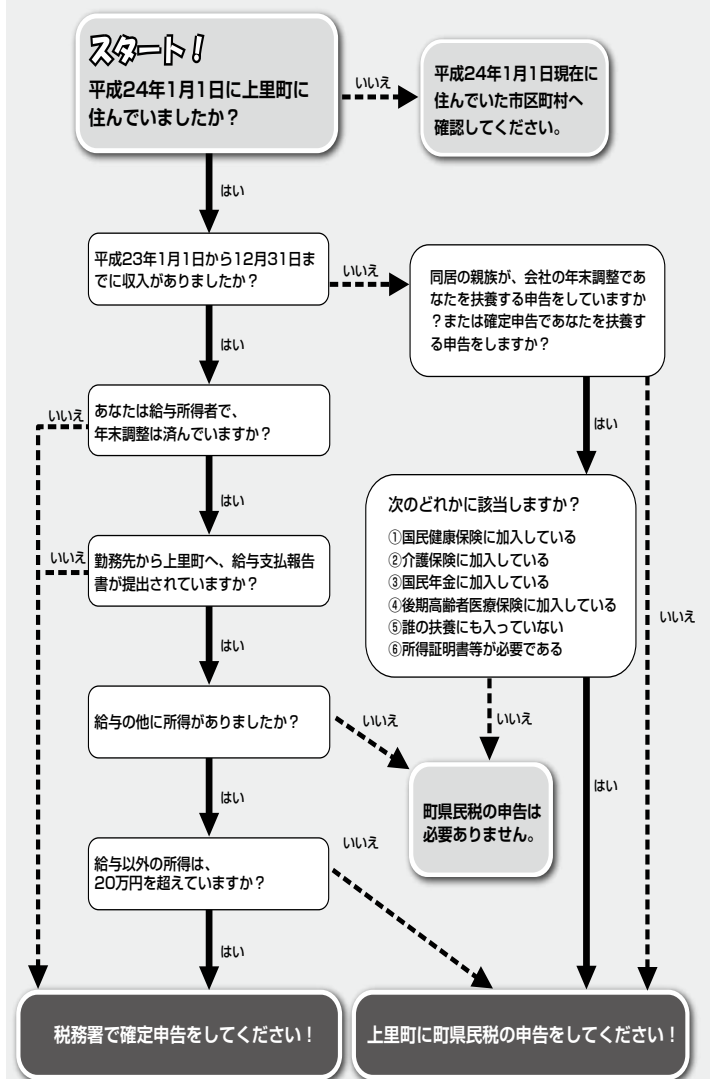 スタート！
平成24年1月1日に上里町に
住んでいましたか？
いいえ
平成24年1月1日現在に
住んでいた市区町村へ
確認してください。
はい
平成23年1月1日から12月31日ま
でに収入がありましたか？
いいえ
同居の親族が、会社の年末調整であ
なたを扶養する申告をしていますか
？または確定申告であなたを扶養す
る申告をしますか？
はい
いいえ
あなたは給与所得者で、
年末調整は済んでいますか？
はい
はい
次のどれかに該当しますか？
①国民健康保険に加入している
②介護保険に加入している
③国民年金に加入している
④後期高齢者医療保険に加入している
⑤誰の扶養にも入っていない
⑥所得証明書等が必要である
いいえ
勤務先から上里町へ、給与支払報告
書が提出されていますか？
いいえ
はい
給与の他に所得がありましたか？
いいえ
いいえ
はい
町県民税の申告は
必要ありません。
はい
給与以外の所得は、
20万円を超えていますか？
いいえ
はい
税務署で確定申告をしてください！
上里町に町県民税の申告をしてください！